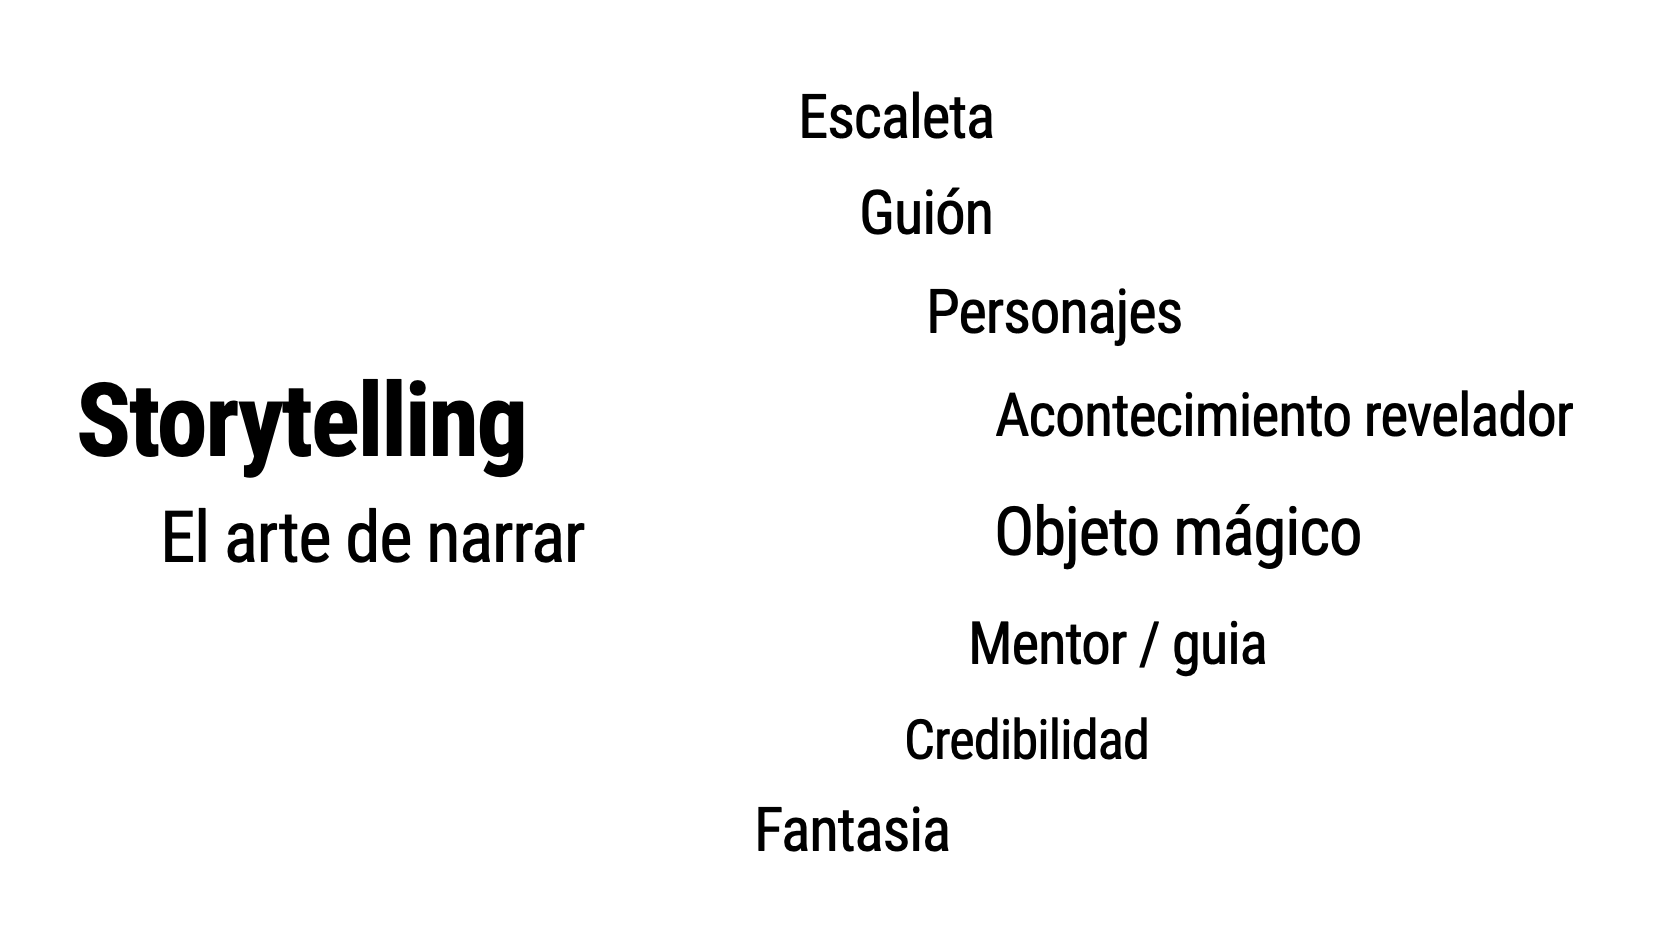 Storytelling
El arte de narrar
Escaleta
Guión
Personajes
Acontecimiento revelador
Objeto mágico
Mentor / guia
Credibilidad
Fantasia